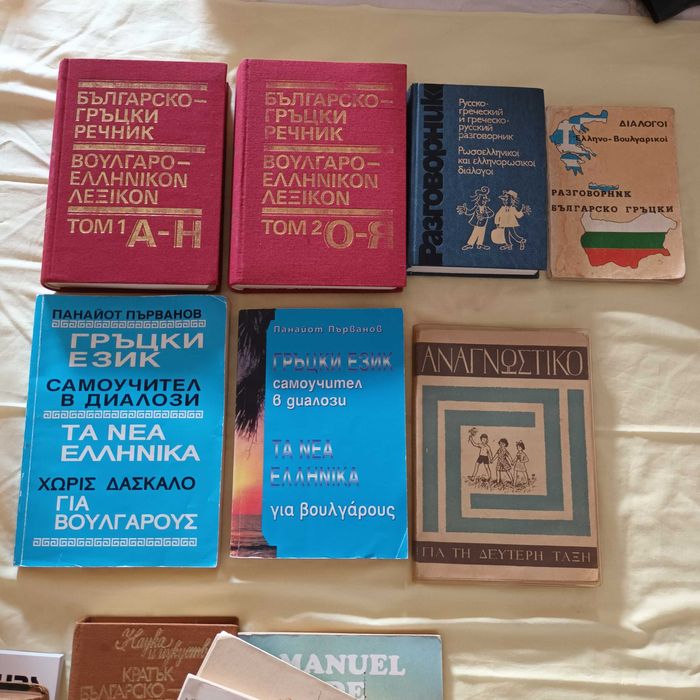 БЪЛГАРСКО–
ГРЪЦКИ
РЕЧНИК
ΒΟΥΛΓΑΡΟ–
ΕΛΛΗΝΙΚΟΝ
ΛΕΞΙΚΟΝ
ТОМ 1 А-Н
БЪЛГАРСКО–
ГРЪЦКИ
РЕЧНИК
ΒΟΥΛΓΑΡΟ–
ΕΛΛΗΝΙΚΟΝ
ΛΕΞΙΚΟΝ
ТОМ 2 О-Я
Разговорник
Русско-
греческий
и греческо-
русский
разговорник
Ρωσοελληνικοί
και ελληνορωσικοί
διάλογοι
ΔΙΑΛΟΓΟΙ
Ελληνο-Βουλγαρικοί
РАЗГОВОРНИК
БЪЛГАРСКО ГРЪЦКИ
ПАНАЙОТ ПЪРВАНОВ
ГРЪЦКИ
ЕЗИК
САМОУЧИТЕЛ
В ДИАЛОЗИ
ΤΑ ΝΕΑ
ΕΛΛΗΝΙΚΑ
ΧΩΡΙΣ ΔΑΣΚΑΛΟ
ΓΙΑ
ΒΟΥΛΓΑΡΟΥΣ
Панайот Първанов
ГРЪЦКИ ЕЗИК
самоучител
в диалози
ΤΑ ΝΕΑ
ΕΛΛΗΝΙΚΑ
για βουλγάρους
ΑΝΑΓΝΩΣΤΙΚΟ
ΓΙΑ ΤΗ ΔΕΥΤΕΡΗ ΤΑΞΗ
Наука
и изкуство
КРАТЪК
БЪЛГАРСКО–
MANUEL
DE